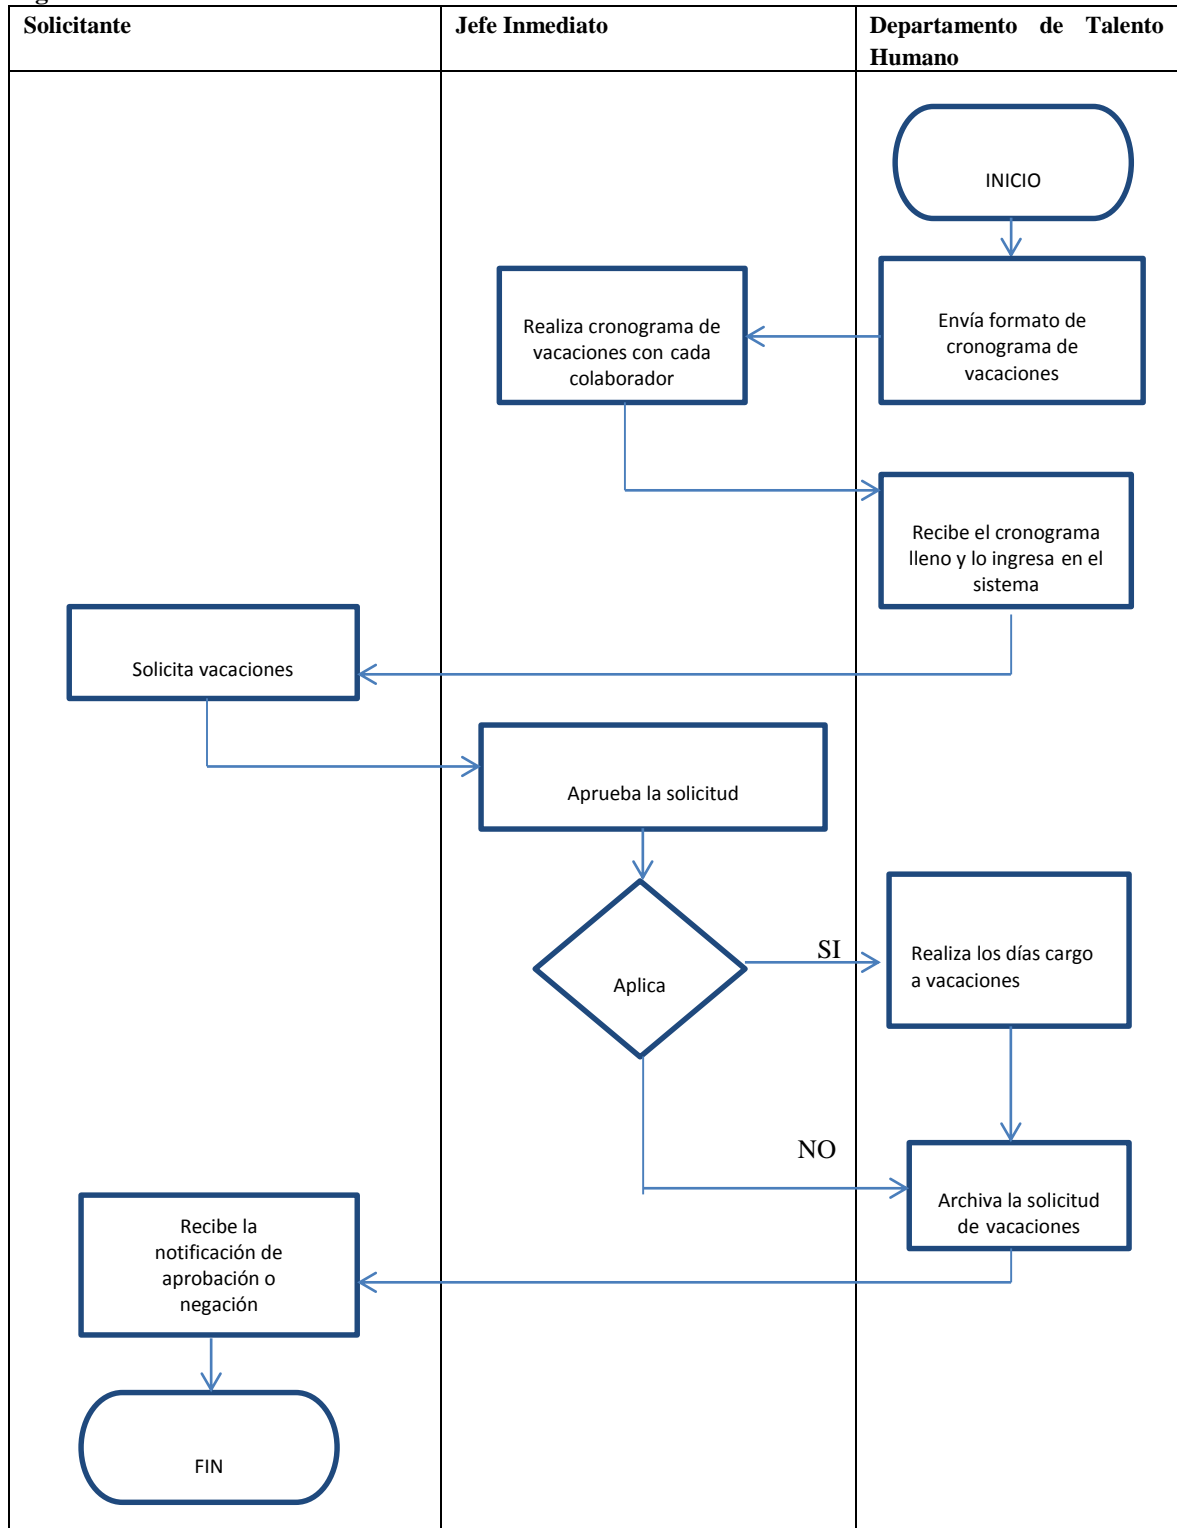 Solicitante
Jefe Inmediato
Departamento de Talento
Humano
INICIO
Envía formato de
cronograma de
vacaciones
Realiza cronograma de
vacaciones con cada
colaborador
Recibe el cronograma
lleno y lo ingresa en el
sistema
Solicita vacaciones
Aprueba la solicitud
Aplica
SI
Realiza los días cargo
a vacaciones
NO
Archiva la solicitud
de vacaciones
Recibe la
notificación de
aprobación o
negación
FIN